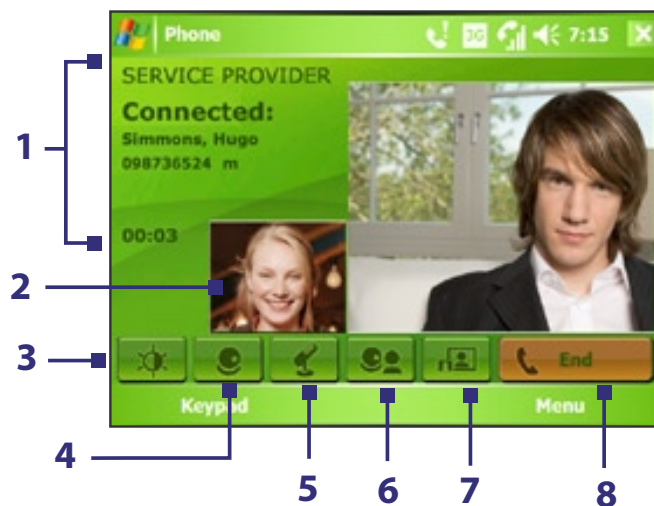 Phone
3G
7:15
SERVICE PROVIDER
Connected:
Simmons, Hugo
098736524 m
00:03
End
Keypad
Menu
1
2
3
4
5
6
7
8